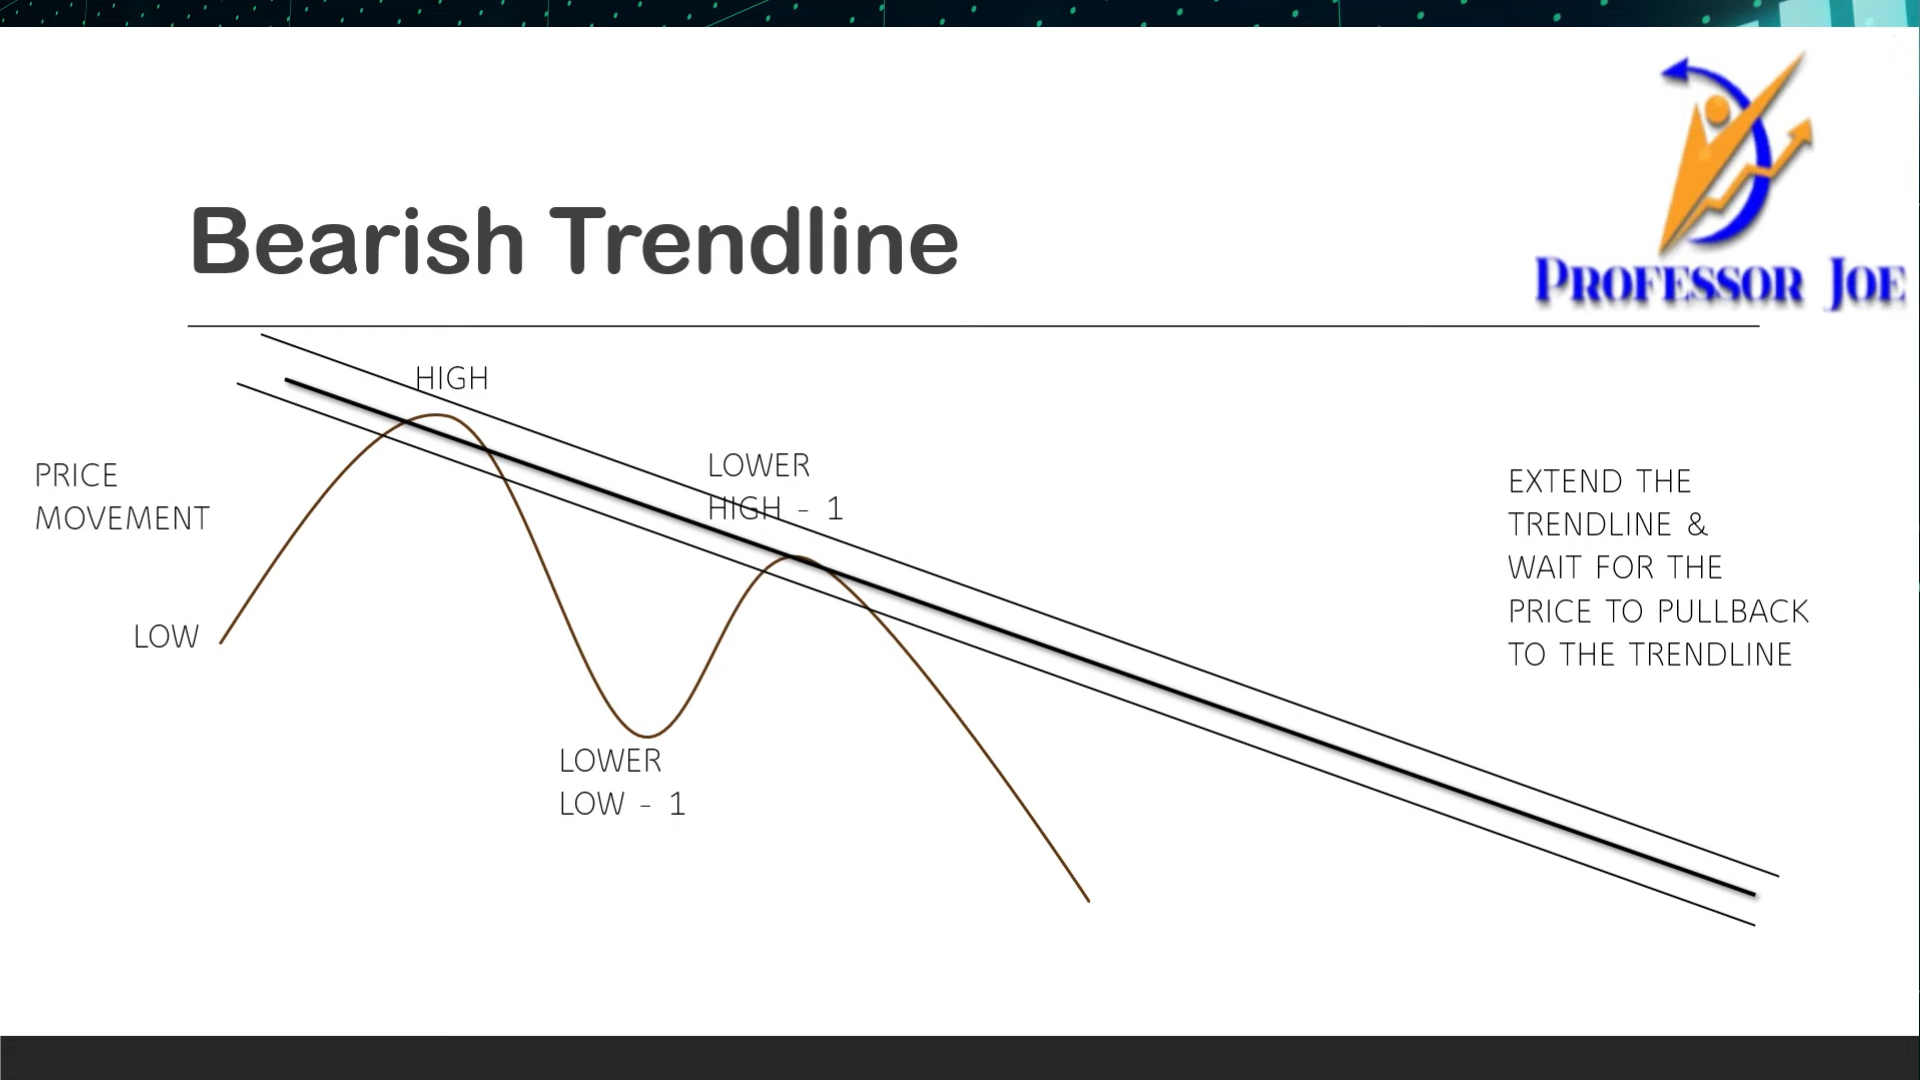 PROFESSOR JOE
Bearish Trendline
HIGH
PRICE
MOVEMENT
LOWER
HIGH - 1
LOW
LOWER
LOW - 1
EXTEND THE
TRENDLINE &
WAIT FOR THE
PRICE TO PULLBACK
TO THE TRENDLINE